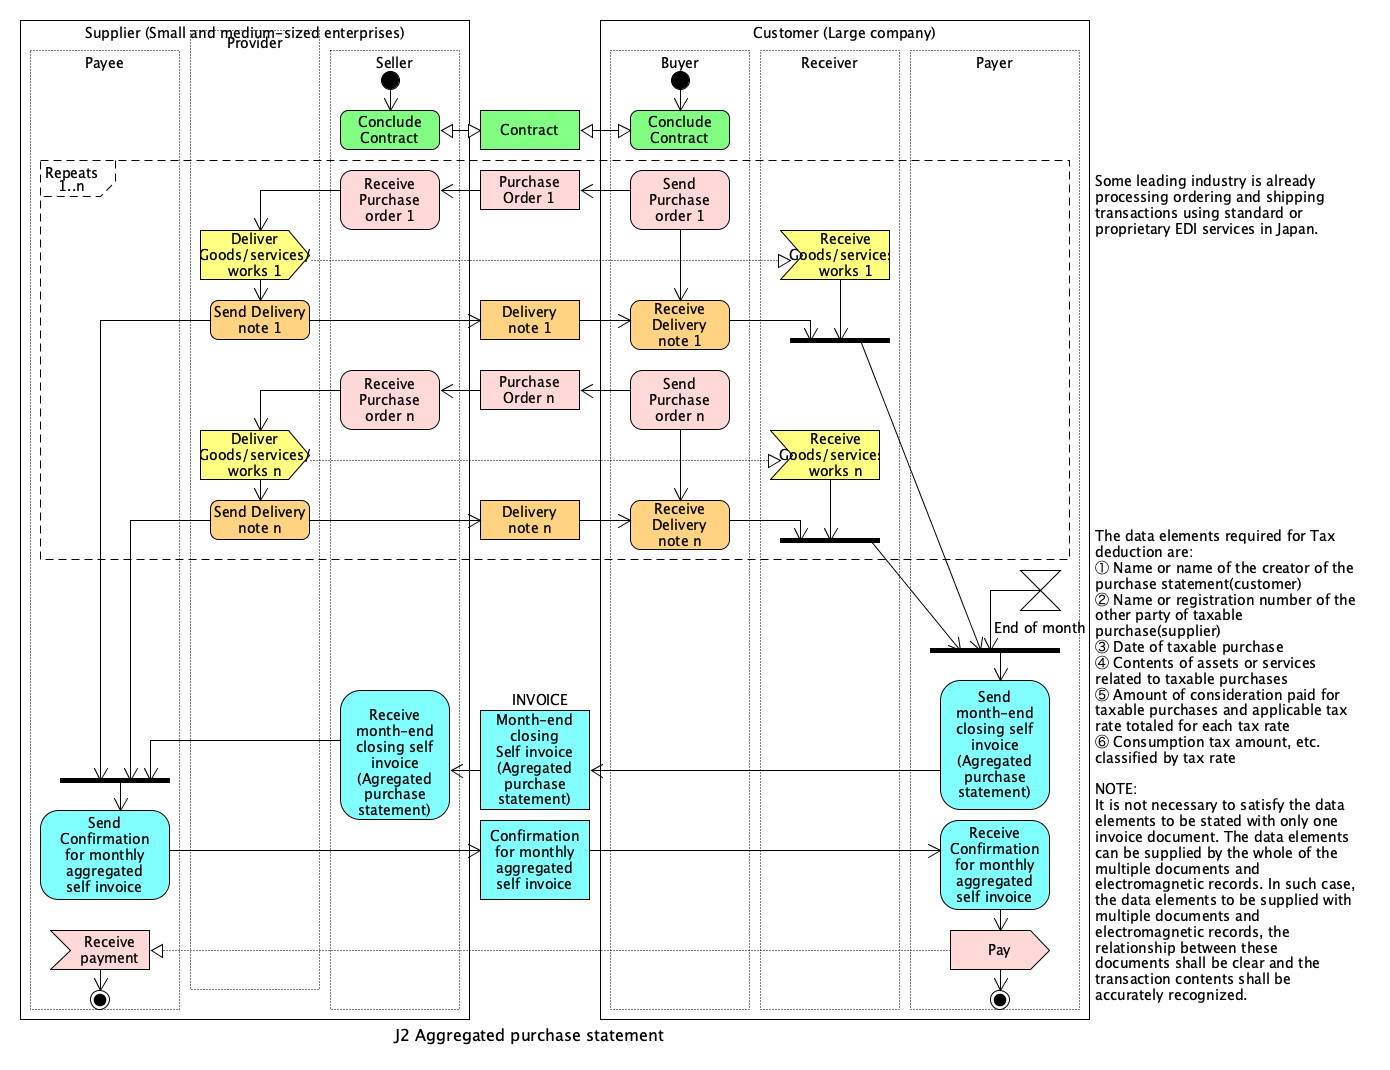 Supplier (Small and medium-sized enterprises)
Customer (Large company)
Payee
Provider
Seller
Buyer
Receiver
Payer
Conclude
Contract
Contract
Conclude
Contract
Repeats
1..n
Receive
Purchase
order 1
Purchase
Order 1
Send
Purchase
order 1
Some leading industry is already
processing ordering and shipping
transactions using standard or
proprietary EDI services in Japan.
Deliver
Goods/services/
works 1
Receive
Goods/services
works 1
Send Delivery
note 1
Delivery
note 1
Receive
Delivery
note 1
Receive
Purchase
order n
Purchase
Order n
Send
Purchase
order n
Deliver
Goods/services/
works n
Receive
Goods/services
works n
Send Delivery
note n
Delivery
note n
Receive
Delivery
note n
The data elements required for Tax
deduction are:
① Name or name of the creator of the
purchase statement(customer)
② Name or registration number of the
other party of taxable
purchase(supplier)
③ Date of taxable purchase
④ Contents of assets or services
related to taxable purchases
⑤ Amount of consideration paid for
taxable purchases and applicable tax
rate totaled for each tax rate
⑥ Consumption tax amount, etc.
classified by tax rate
NOTE:
It is not necessary to satisfy the data
elements to be stated with only one
invoice document. The data elements
can be supplied by the whole of the
multiple documents and
electromagnetic records. In such case,
the data elements to be supplied with
multiple documents and
electromagnetic records, the
relationship between these
documents shall be clear and the
transaction contents shall be
accurately recognized.
End of month
Receive
month-end
closing self
invoice
(Agregated
purchase
statement)
INVOICE
Month-end
closing
Self invoice
(Agregated
purchase
statement)
Send
month-end
closing self
invoice
(Agregated
purchase
statement)
Send
Confirmation
for monthly
aggregated
self invoice
Confirmation
for monthly
aggregated
self invoice
Receive
Confirmation
for monthly
aggregated
self invoice
Receive
payment
Pay
J2 Aggregated purchase statement